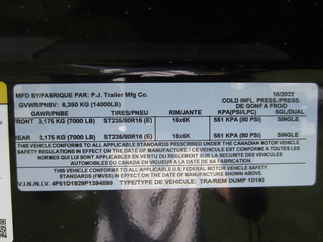 MFD BY/FABRIQUE PAR: P.J. Trailer Mfg Co. 10/2022
GVWR/PNBV: 6,350 KG (14000LB) COLD INFL. PRESS./PRESS. DE GONF A FROID
GAWR/PNBE TIRES/PNEU RIM/JANTE KPA(PSI/LPC) SGL/DUAL
FRONT 3,175 KG (7000 LB) ST235/80R16 (E) 16x6K 551 KPA (80 PSI) SINGLE
REAR 3,175 KG (7000 LB) ST235/80R16 (E) 16x6K 551 KPA (80 PSI) SINGLE
THIS VEHICLE CONFORMS TO ALL STANDARDS PRESCRIBED UNDER THE CANADIAN MOTOR VEHICLE
SAFETY REGULATIONS IN EFFECT ON THE DATE OF MANUFACTURE / CE VEHICULE EST CONFORME A TOUTES LES
NORMES QUI LUI SONT APPLICABLES EN VERTU DU REGLEMENT SUR LA SECURITE DES VEHICULES
AUTOMOBILES DU CANADA EN VIGUEUR A LA DATE DE SA FABRICATION
THIS VEHICLE CONFORMS TO ALL APPLICABLE U.S. FEDERAL MOTOR VEHICLE SAFETY
STANDARDS (FMVSS) IN EFFECT ON THE DATE OF MANUFACTURE SHOWN ABOVE.
V.I.N./N.I.V. TYPE/TYPE DE VEHICULE: TRA/REM DUMP